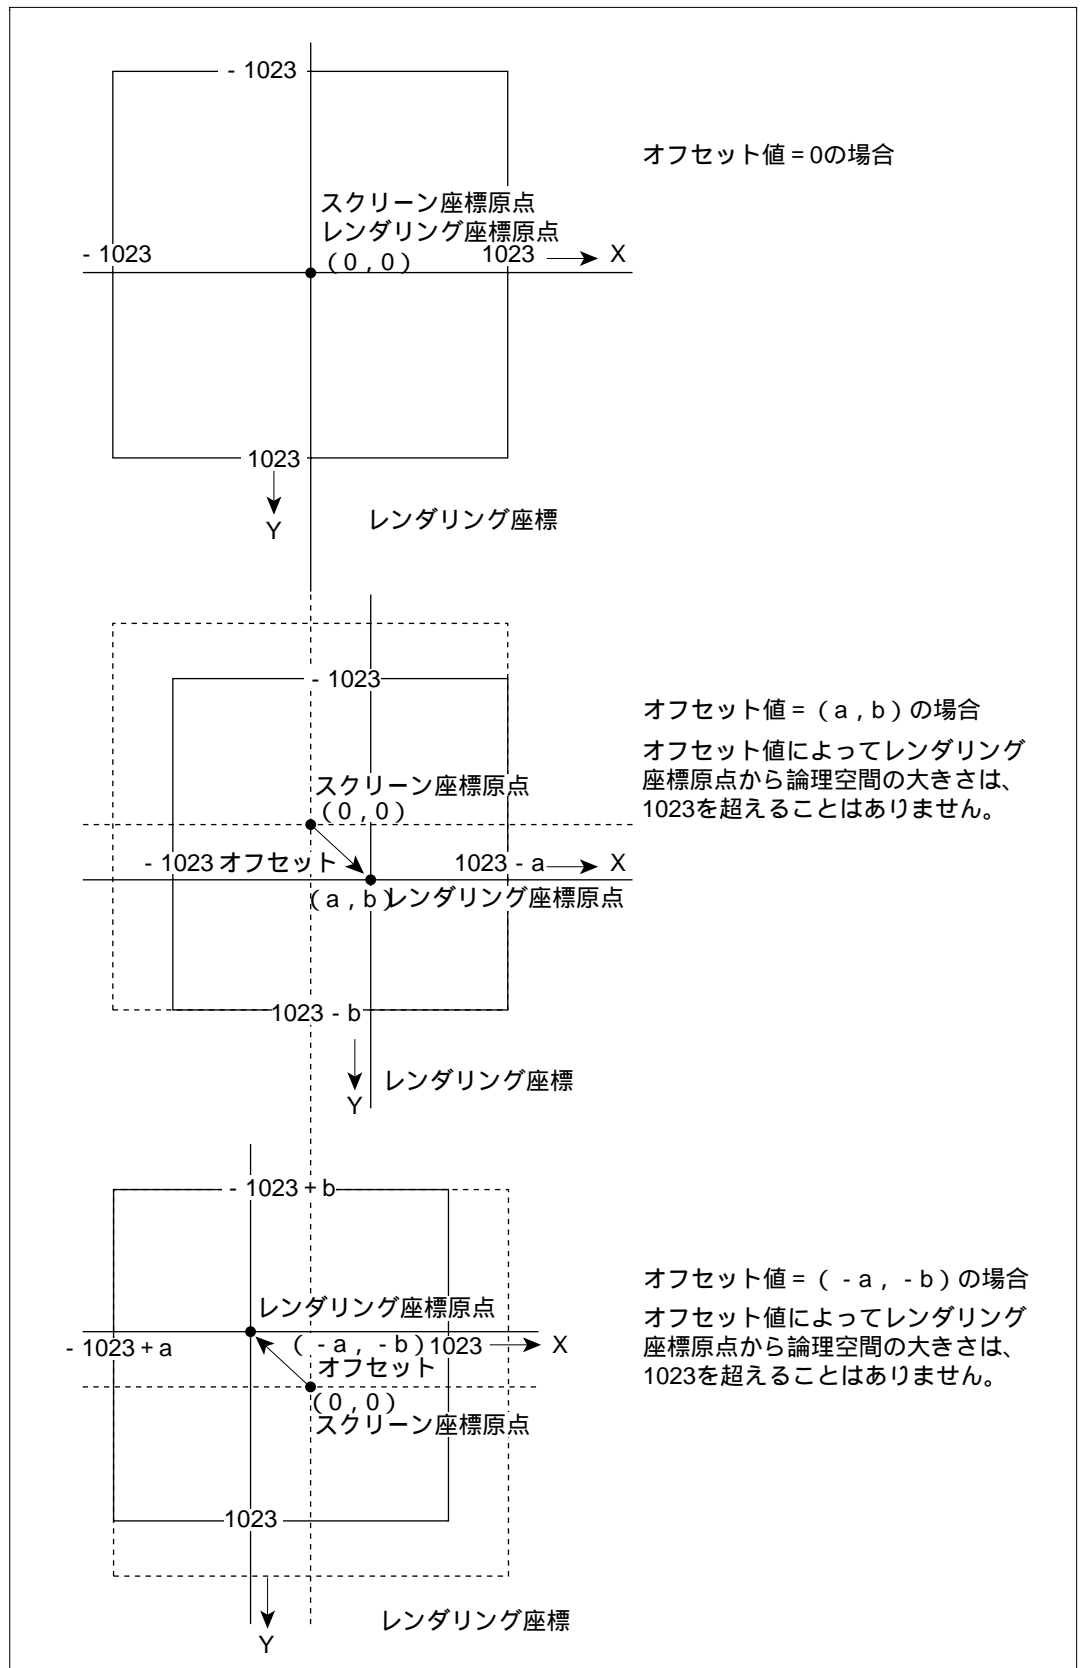 - 1023
オフセット値 = 0の場合
スクリーン座標原点
レンダリング座標原点
- 1023
( 0 , 0 )
1023
X
1023
Y
レンダリング座標
- 1023
オフセット値 = ( a , b ) の場合
オフセット値によってレンダリング
座標原点から論理空間の大きさは、
1023を超えることはありません。
スクリーン座標原点
( 0 , 0 )
- 1023
オフセット
1023 - a
X
( a , b )
レンダリング座標原点
1023 - b
Y
レンダリング座標
- 1023 + b
オフセット値 = ( - a , - b ) の場合
オフセット値によってレンダリング
座標原点から論理空間の大きさは、
1023を超えることはありません。
レンダリング座標原点
- 1023 + a
( - a , - b )
1023
X
オフセット
( 0 , 0 )
スクリーン座標原点
1023
Y
レンダリング座標